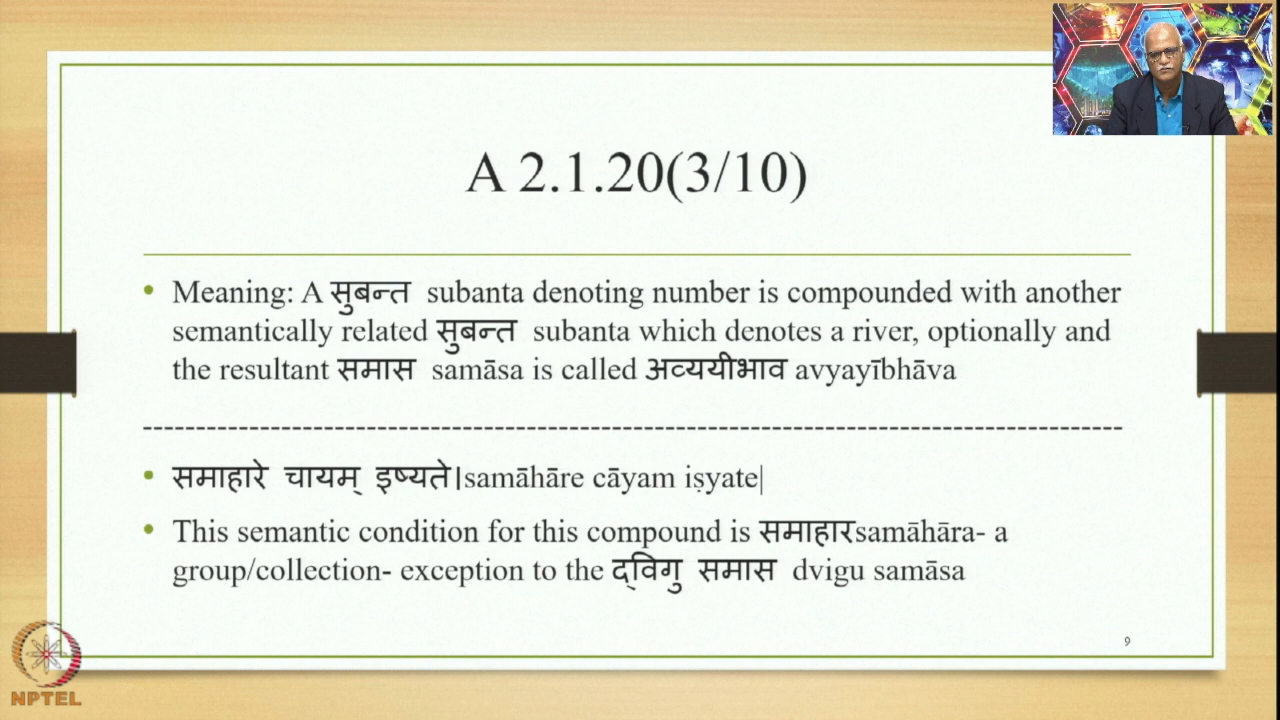 A 2.1.20(3/10)
• Meaning: A सुबन्त subanta denoting number is compounded with another
semantically related सुबन्त subanta which denotes a river, optionally and
the resultant समास samāsa is called अव्ययीभाव avyayībhāva
--------------------------------------------------------------------------------------------
• समाहारे चायम् इष्यते।samāhāre cāyam iṣyate|
• This semantic condition for this compound is समाहारsamāhāra- a
group/collection- exception to the द्विगु समास dvigu samāsa
9
NPTEL